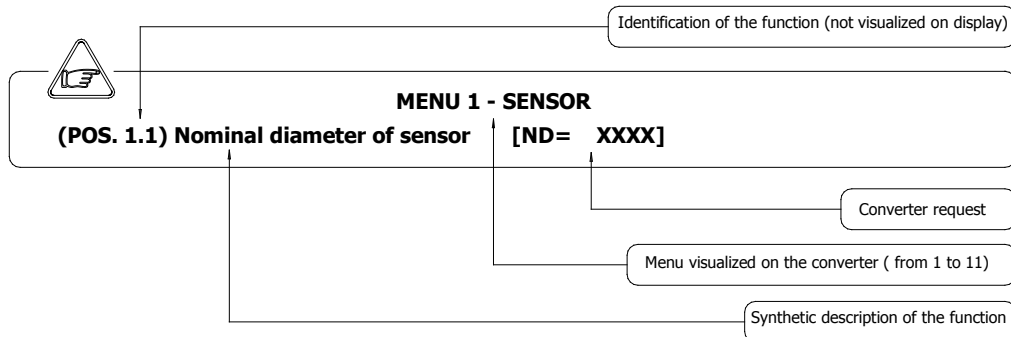 Identification of the function (not visualized on display)
MENU 1 - SENSOR
(POS. 1.1) Nominal diameter of sensor [ND= XXXX]
Converter request
Menu visualized on the converter ( from 1 to 11)
Synthetic description of the function